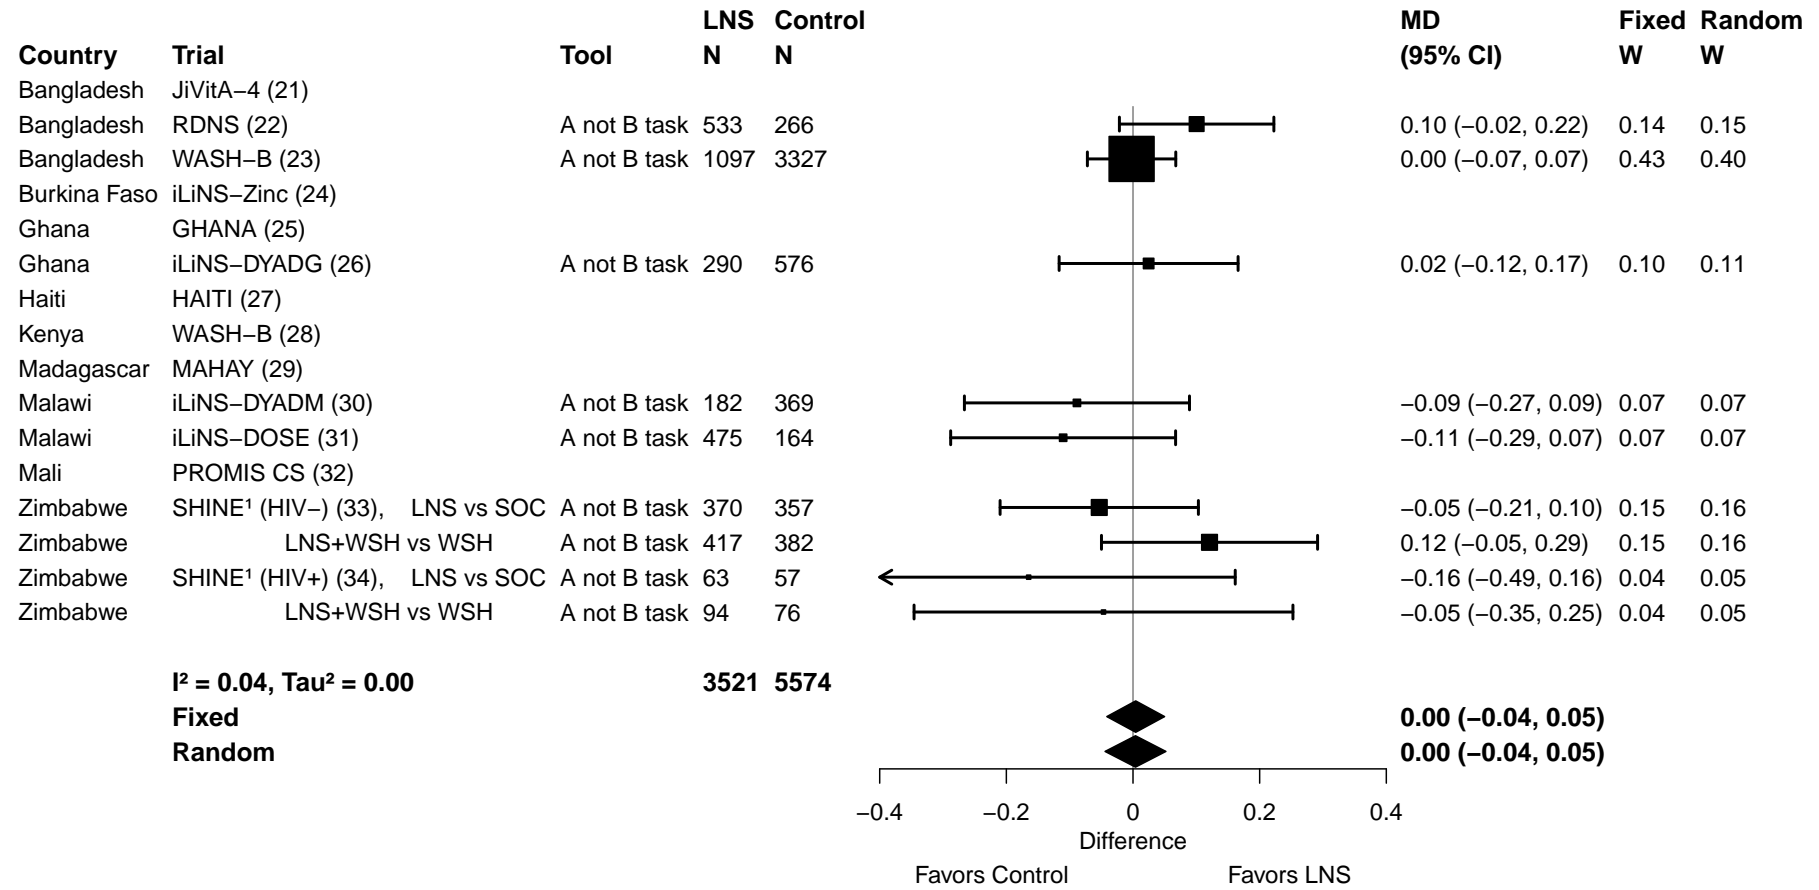 LNS Control MD Fixed Random
Country Trial Tool N N (95% CI) W W
Bangladesh JiVitA−4 (21)
Bangladesh RDNS (22) A not B task 533 266 0.10 (−0.02, 0.22) 0.14 0.15
Bangladesh WASH−B (23) A not B task 1097 3327 0.00 (−0.07, 0.07) 0.43 0.40
Burkina Faso iLiNS−Zinc (24)
Ghana GHANA (25)
Ghana iLiNS−DYADG (26) A not B task 290 576 0.02 (−0.12, 0.17) 0.10 0.11
Haiti HAITI (27)
Kenya WASH−B (28)
Madagascar MAHAY (29)
Malawi iLiNS−DYADM (30) A not B task 182 369 −0.09 (−0.27, 0.09) 0.07 0.07
Malawi iLiNS−DOSE (31) A not B task 475 164 −0.11 (−0.29, 0.07) 0.07 0.07
Mali PROMIS CS (32)
Zimbabwe SHINE¹ (HIV−) (33), LNS vs SOC A not B task 370 357 −0.05 (−0.21, 0.10) 0.15 0.16
Zimbabwe LNS+WSH vs WSH A not B task 417 382 0.12 (−0.05, 0.29) 0.15 0.16
Zimbabwe SHINE¹ (HIV+) (34), LNS vs SOC A not B task 63 57 −0.16 (−0.49, 0.16) 0.04 0.05
Zimbabwe LNS+WSH vs WSH A not B task 94 76 −0.05 (−0.35, 0.25) 0.04 0.05
I² = 0.04, Tau² = 0.00 3521 5574
Fixed 0.00 (−0.04, 0.05)
Random 0.00 (−0.04, 0.05)
−0.4 −0.2 0 0.2 0.4
Difference
Favors Control Favors LNS